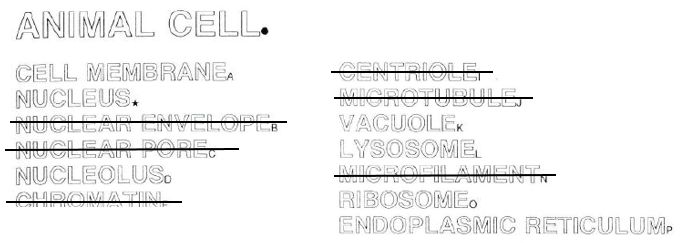 ANIMAL CELL.
CELL MEMBRANE A
NUCLEUS ★
NUCLEAR ENVELOPE B
NUCLEAR PORE C
NUCLEOLUS D
CHROMATIN
CENTRIOLE I
MICROTUBULE J
VACUOLE K
LYSOSOME L
MICROFILAMENT N
RIBOSOME O
ENDOPLASMIC RETICULUM P